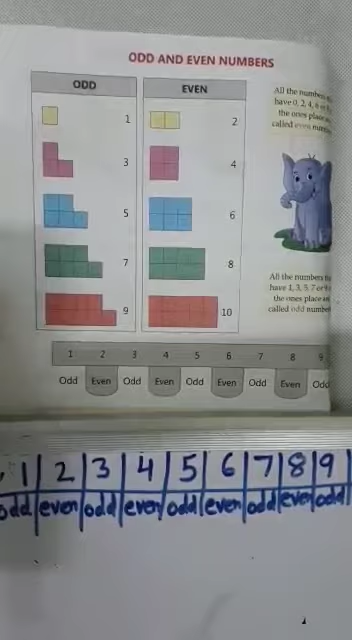 ODD AND EVEN NUMBERS
ODD EVEN
1 2
3 4
5 6
7 8
9 10
All the numbers
have 0, 2, 4, 6 or
the ones place
called even
All the numbers
have 1, 3, 5, 7 or 9
the ones place
called odd
1 2 3 4 5 6 7 8 9
Odd Even Odd Even Odd Even Odd Even Odd
1 2 3 4 5 6 7 8 9
odd even odd even odd even odd even odd